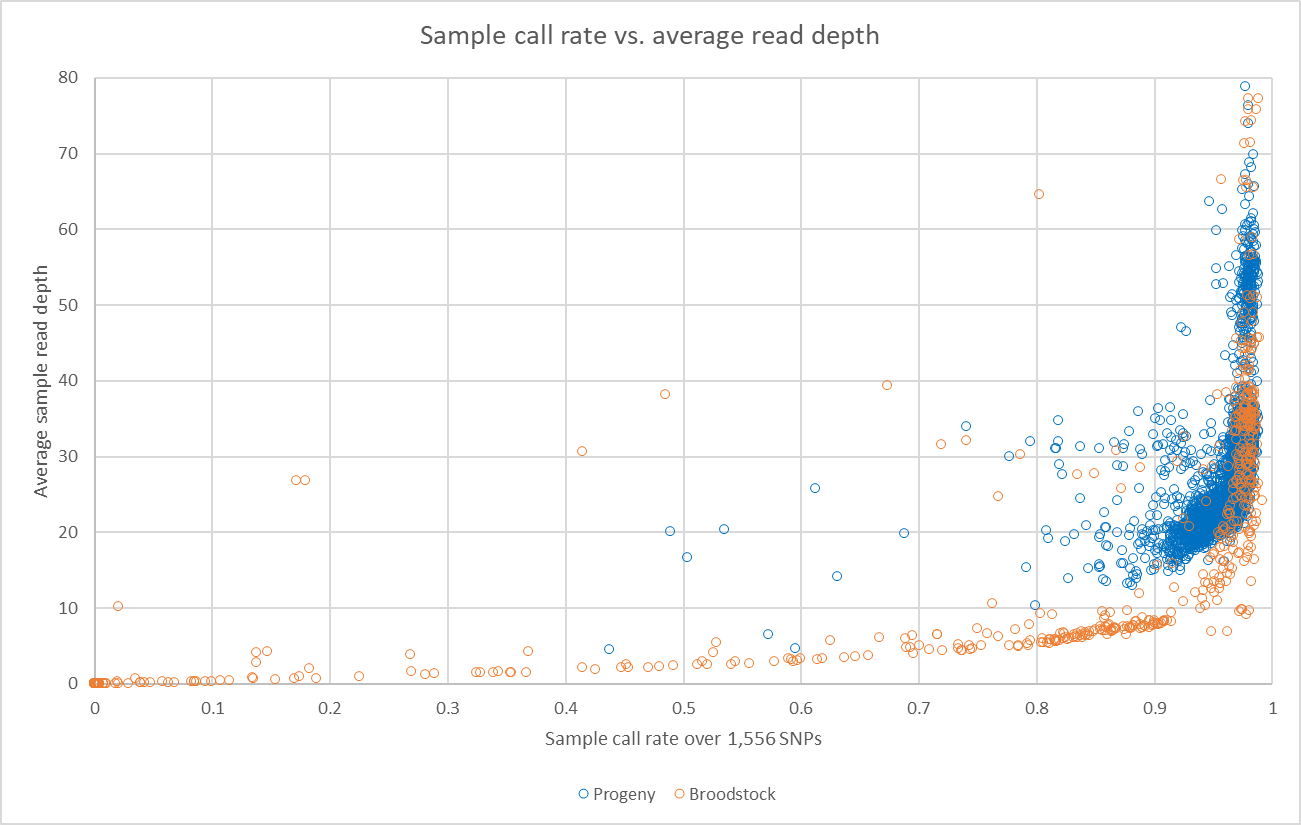 Sample call rate vs. average read depth
80
70
60
50
40
30
20
10
0
Average sample read depth
0 0.1 0.2 0.3 0.4 0.5 0.6 0.7 0.8 0.9 1
Sample call rate over 1,556 SNPs
Progeny Broodstock